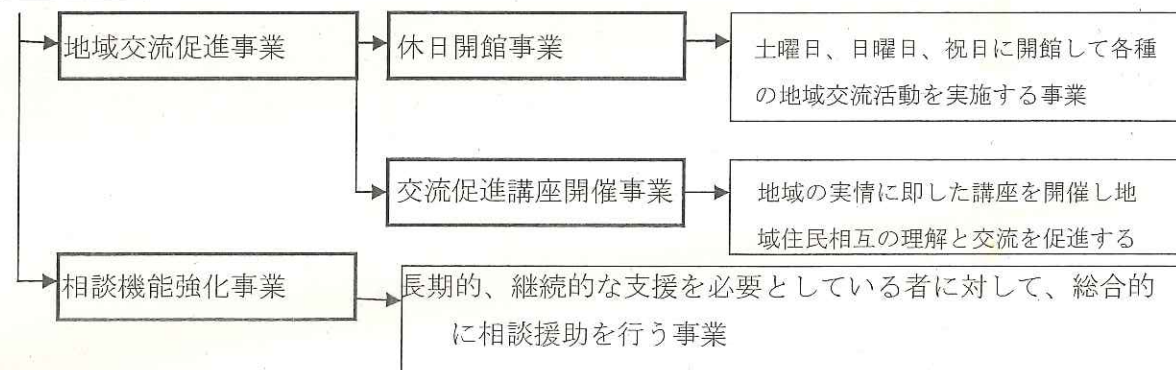 地域交流促進事業
休日開館事業
土曜日、日曜日、祝日に開館して各種
の地域交流活動を実施する事業
交流促進講座開催事業
地域の実情に即した講座を開催し地
域住民相互の理解と交流を促進する
相談機能強化事業
長期的、継続的な支援を必要としている者に対して、総合的
に相談援助を行う事業